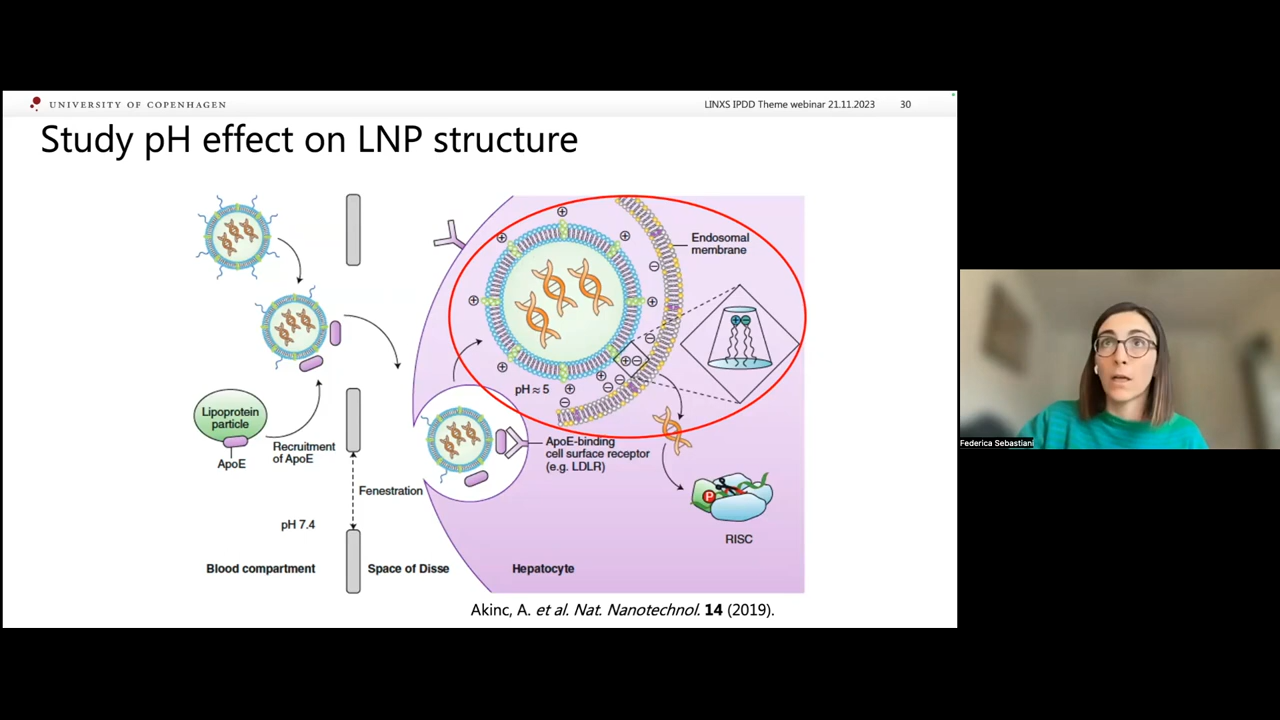 UNIVERSITY OF COPENHAGEN
LINXS IPDD Theme webinar 21.11.2023 30
Study pH effect on LNP structure
Endosomal
membrane
pH ≈ 5
Lipoprotein
particle
ApoE
Recruitment
of ApoE
ApoE-binding
cell surface receptor
(e.g. LDLR)
Fenestration
P
RISC
pH 7.4
Blood compartment
Space of Disse
Hepatocyte
Akinc, A. et al. Nat. Nanotechnol. 14 (2019).
Federica Sebastiani